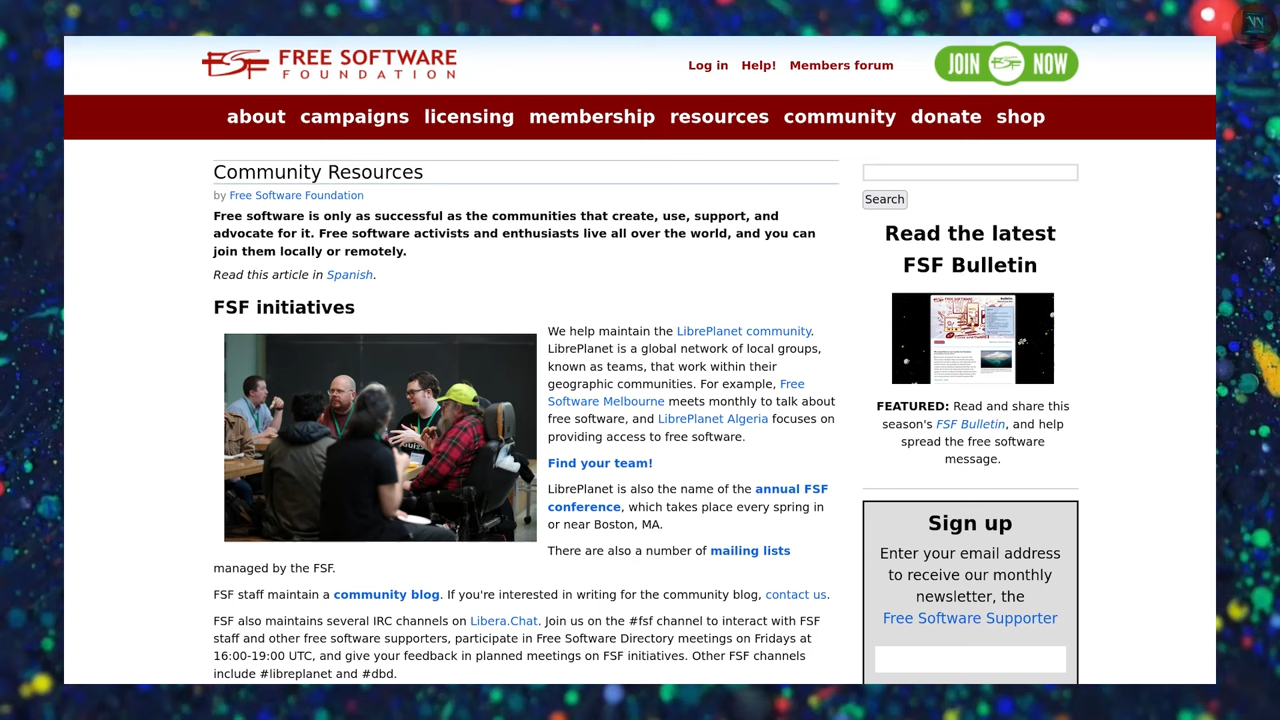 FREE SOFTWARE
FOUNDATION
Log in Help! Members forum
JOIN NOW
about campaigns licensing membership resources community donate shop
Community Resources
by Free Software Foundation
Free software is only as successful as the communities that create, use, support, and
advocate for it. Free software activists and enthusiasts live all over the world, and you can
join them locally or remotely.
Read this article in Spanish.
FSF initiatives
We help maintain the LibrePlanet community.
LibrePlanet is a global network of local groups,
known as teams, that work within their
geographic communities. For example, Free
Software Melbourne meets monthly to talk about
free software, and LibrePlanet Algeria focuses on
providing access to free software.
Find your team!
LibrePlanet is also the name of the annual FSF
conference, which takes place every spring in
or near Boston, MA.
There are also a number of mailing lists
managed by the FSF.
FSF staff maintain a community blog. If you're interested in writing for the community blog, contact us.
FSF also maintains several IRC channels on Libera.Chat. Join us on the #fsf channel to interact with FSF
staff and other free software supporters, participate in Free Software Directory meetings on Fridays at
16:00-19:00 UTC, and give your feedback in planned meetings on FSF initiatives. Other FSF channels
include #libreplanet and #dbd.
Search
Read the latest
FSF Bulletin
FEATURED: Read and share this
season's FSF Bulletin, and help
spread the free software
message.
Sign up
Enter your email address
to receive our monthly
newsletter, the
Free Software Supporter